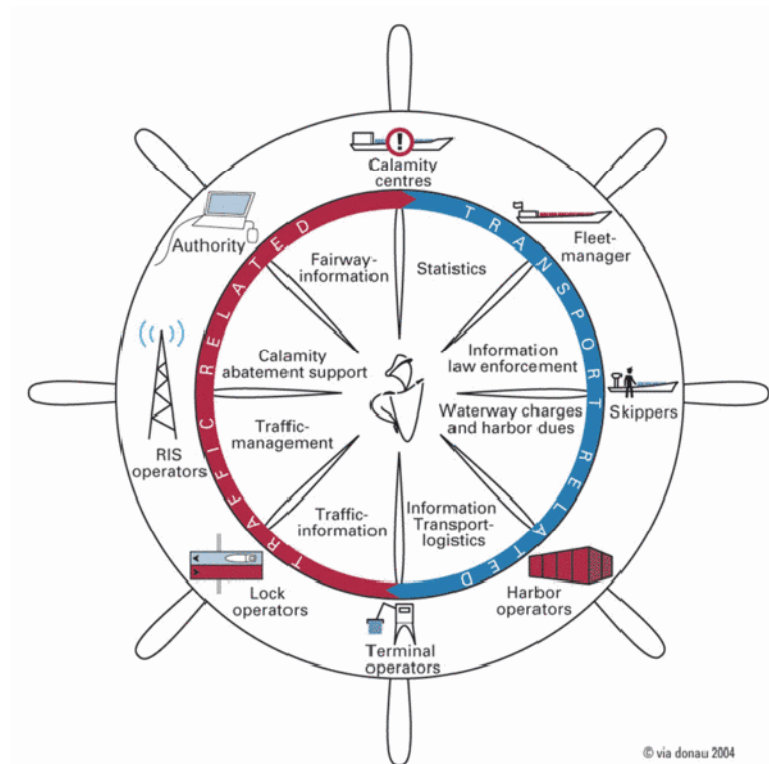 Calamity
centres
Authority
Fleet-
manager
TRAFFIC RELATED
TRANSPORT RELATED
Fairway-
information
Statistics
Calamity
abatement support
Information
law enforcement
Traffic-
management
Waterway charges
and harbor dues
Traffic-
information
Information
Transport-
logistics
RIS
operators
Skippers
Lock
operators
Terminal
operators
Harbor
operators
© via donau 2004